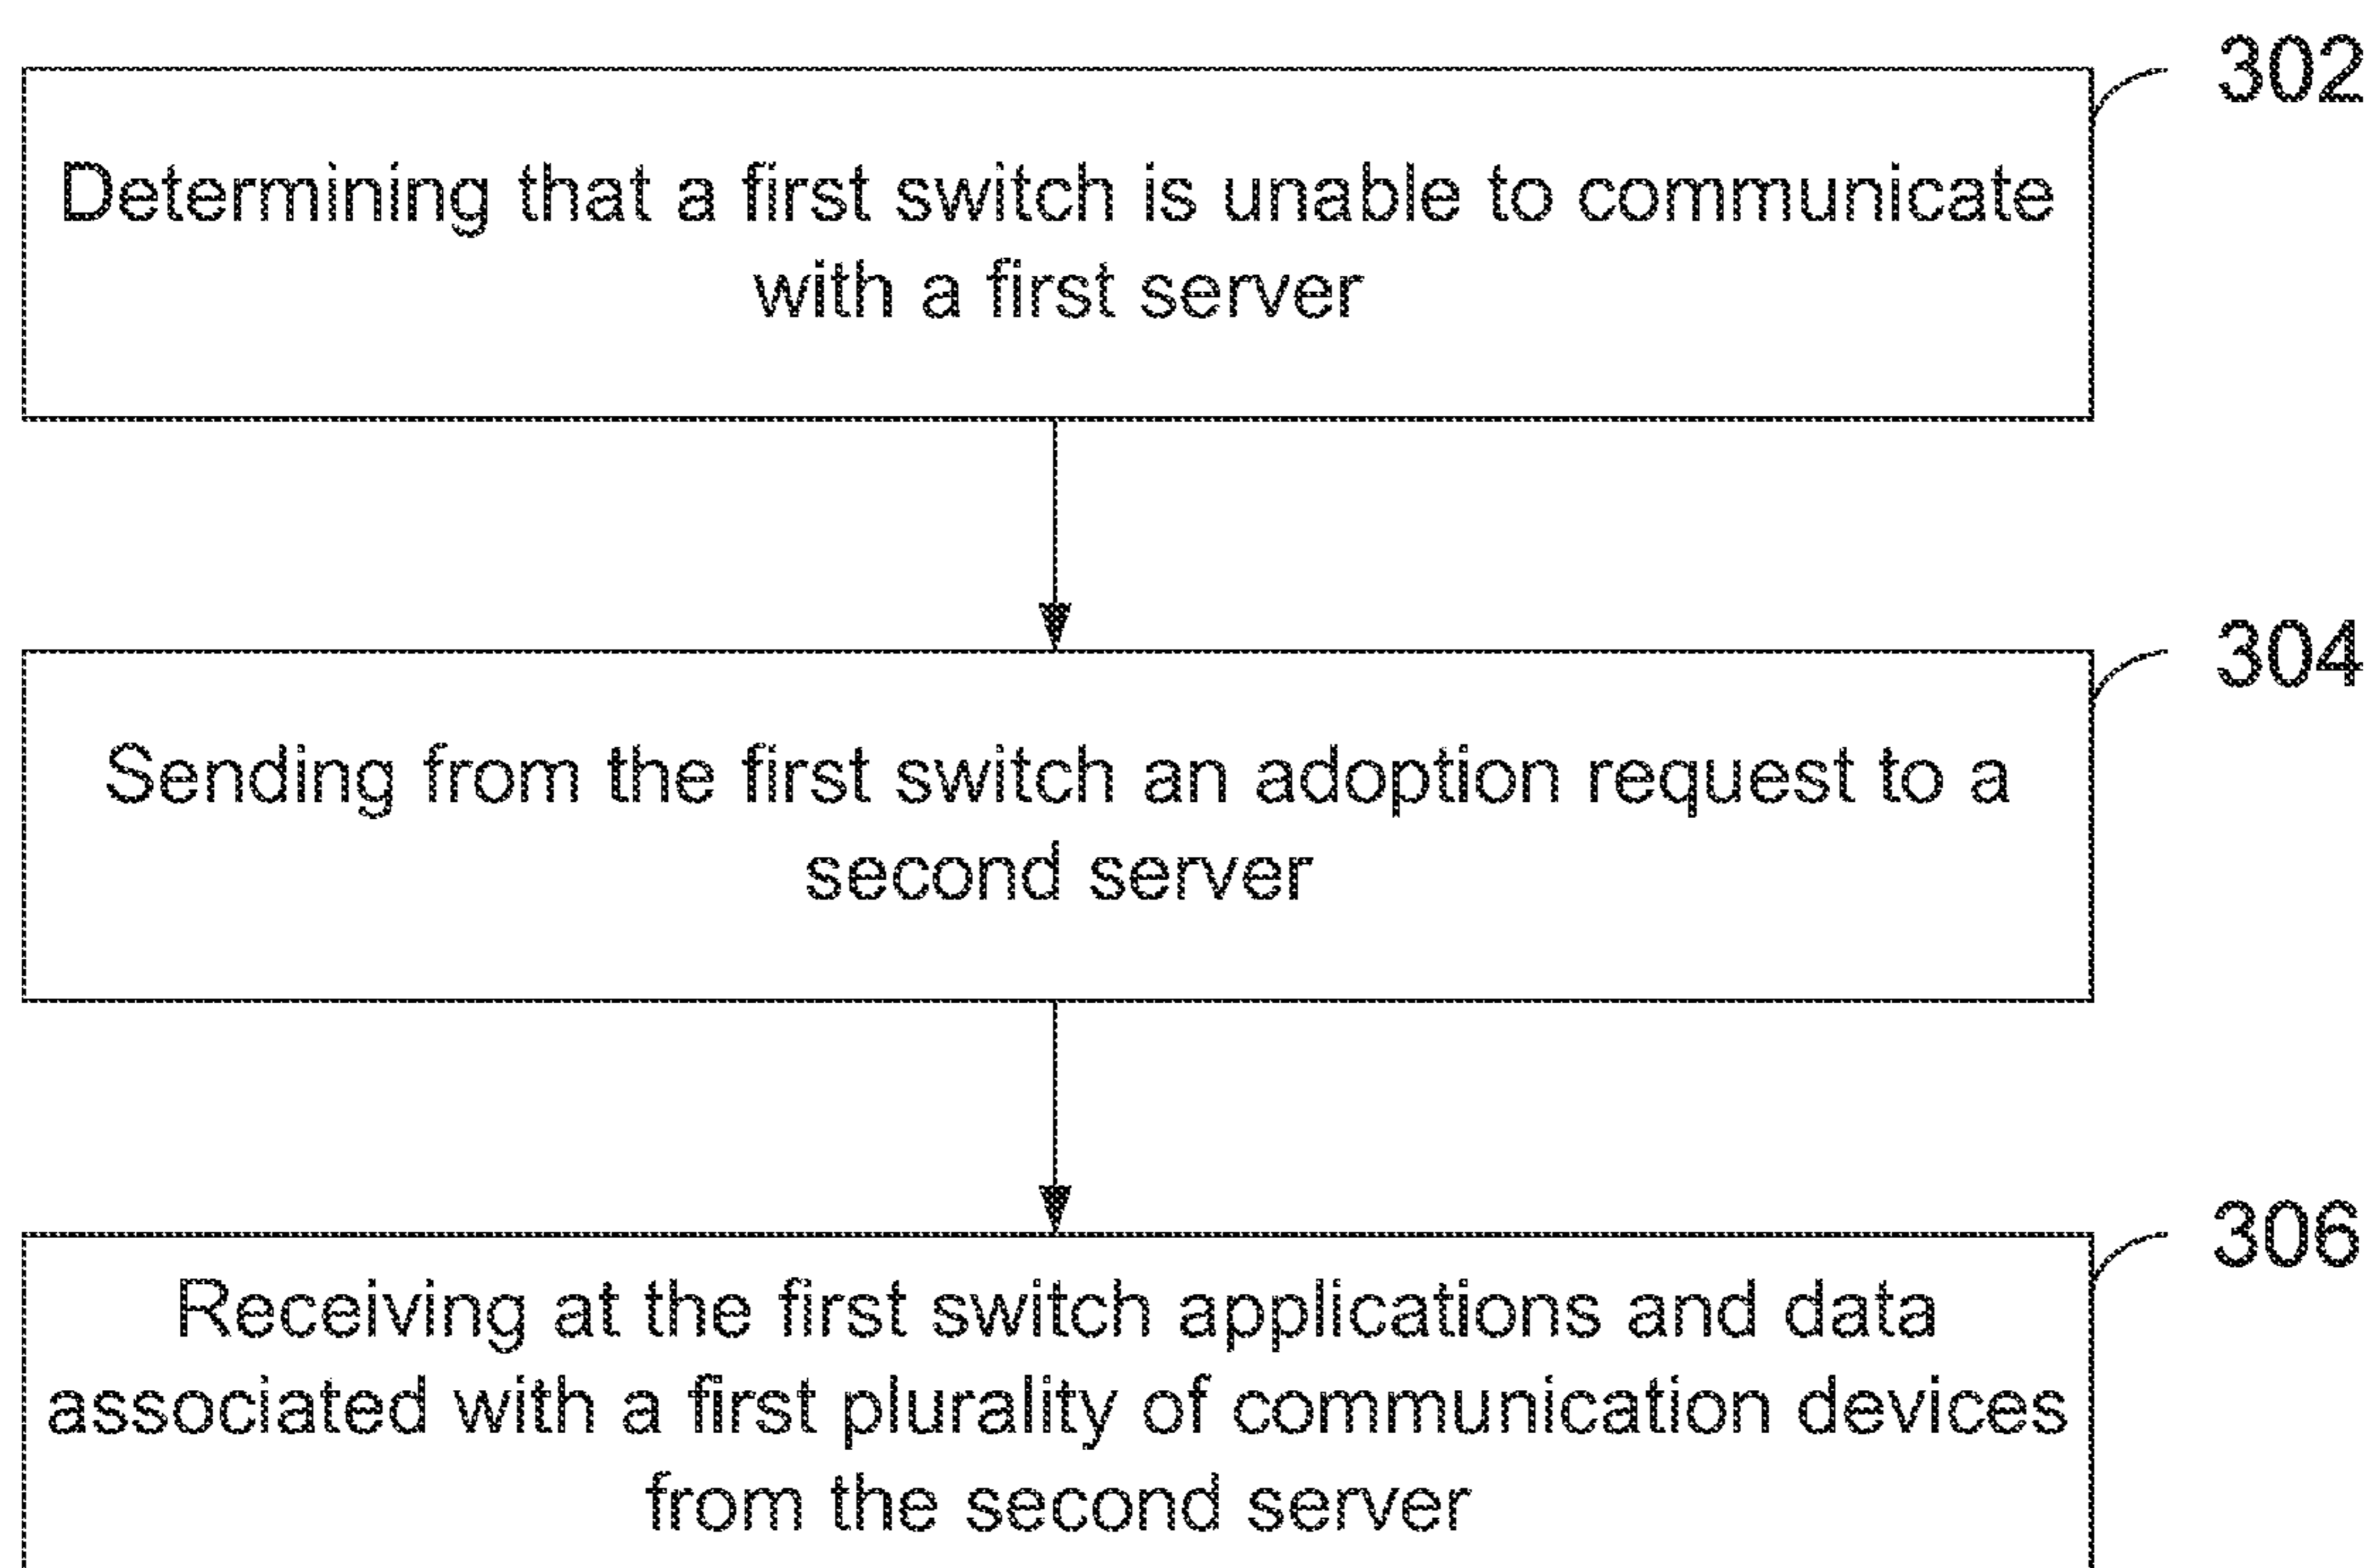 302
Determining that a first switch is unable to communicate
with a first server
304
Sending from the first switch an adoption request to a
second server
306
Receiving at the first switch applications and data
associated with a first plurality of communication devices
from the second server